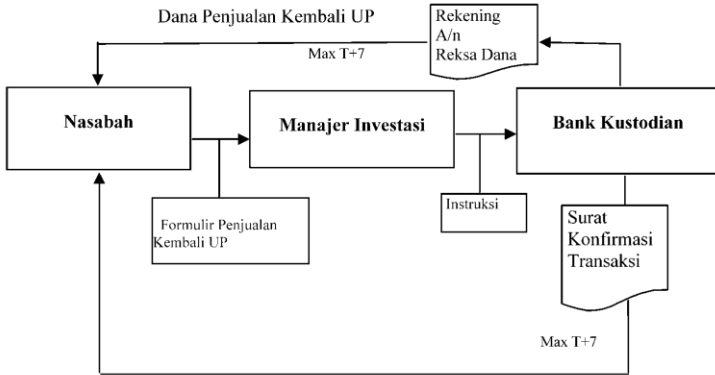 Dana Penjualan Kembali UP
Rekening
A/n
Reksa Dana
Max T+7
Nasabah
Manajer Investasi
Bank Kustodian
Formulir Penjualan
Kembali UP
Instruksi
Surat
Konfirmasi
Transaksi
Max T+7